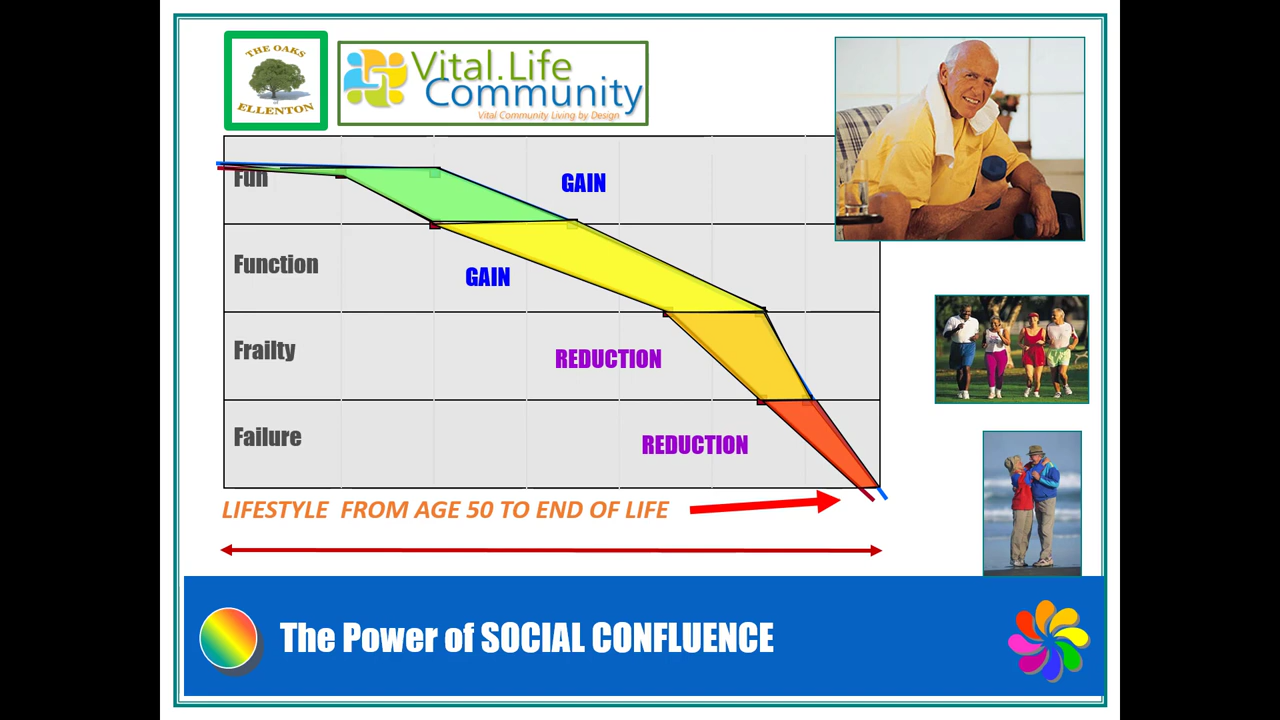 THE OAKS
ELLENTON
Vital.Life
Community
Vital Community Living by Design
Fun
GAIN
Function
GAIN
Frailty
REDUCTION
Failure
REDUCTION
LIFESTYLE FROM AGE 50 TO END OF LIFE
The Power of SOCIAL CONFLUENCE